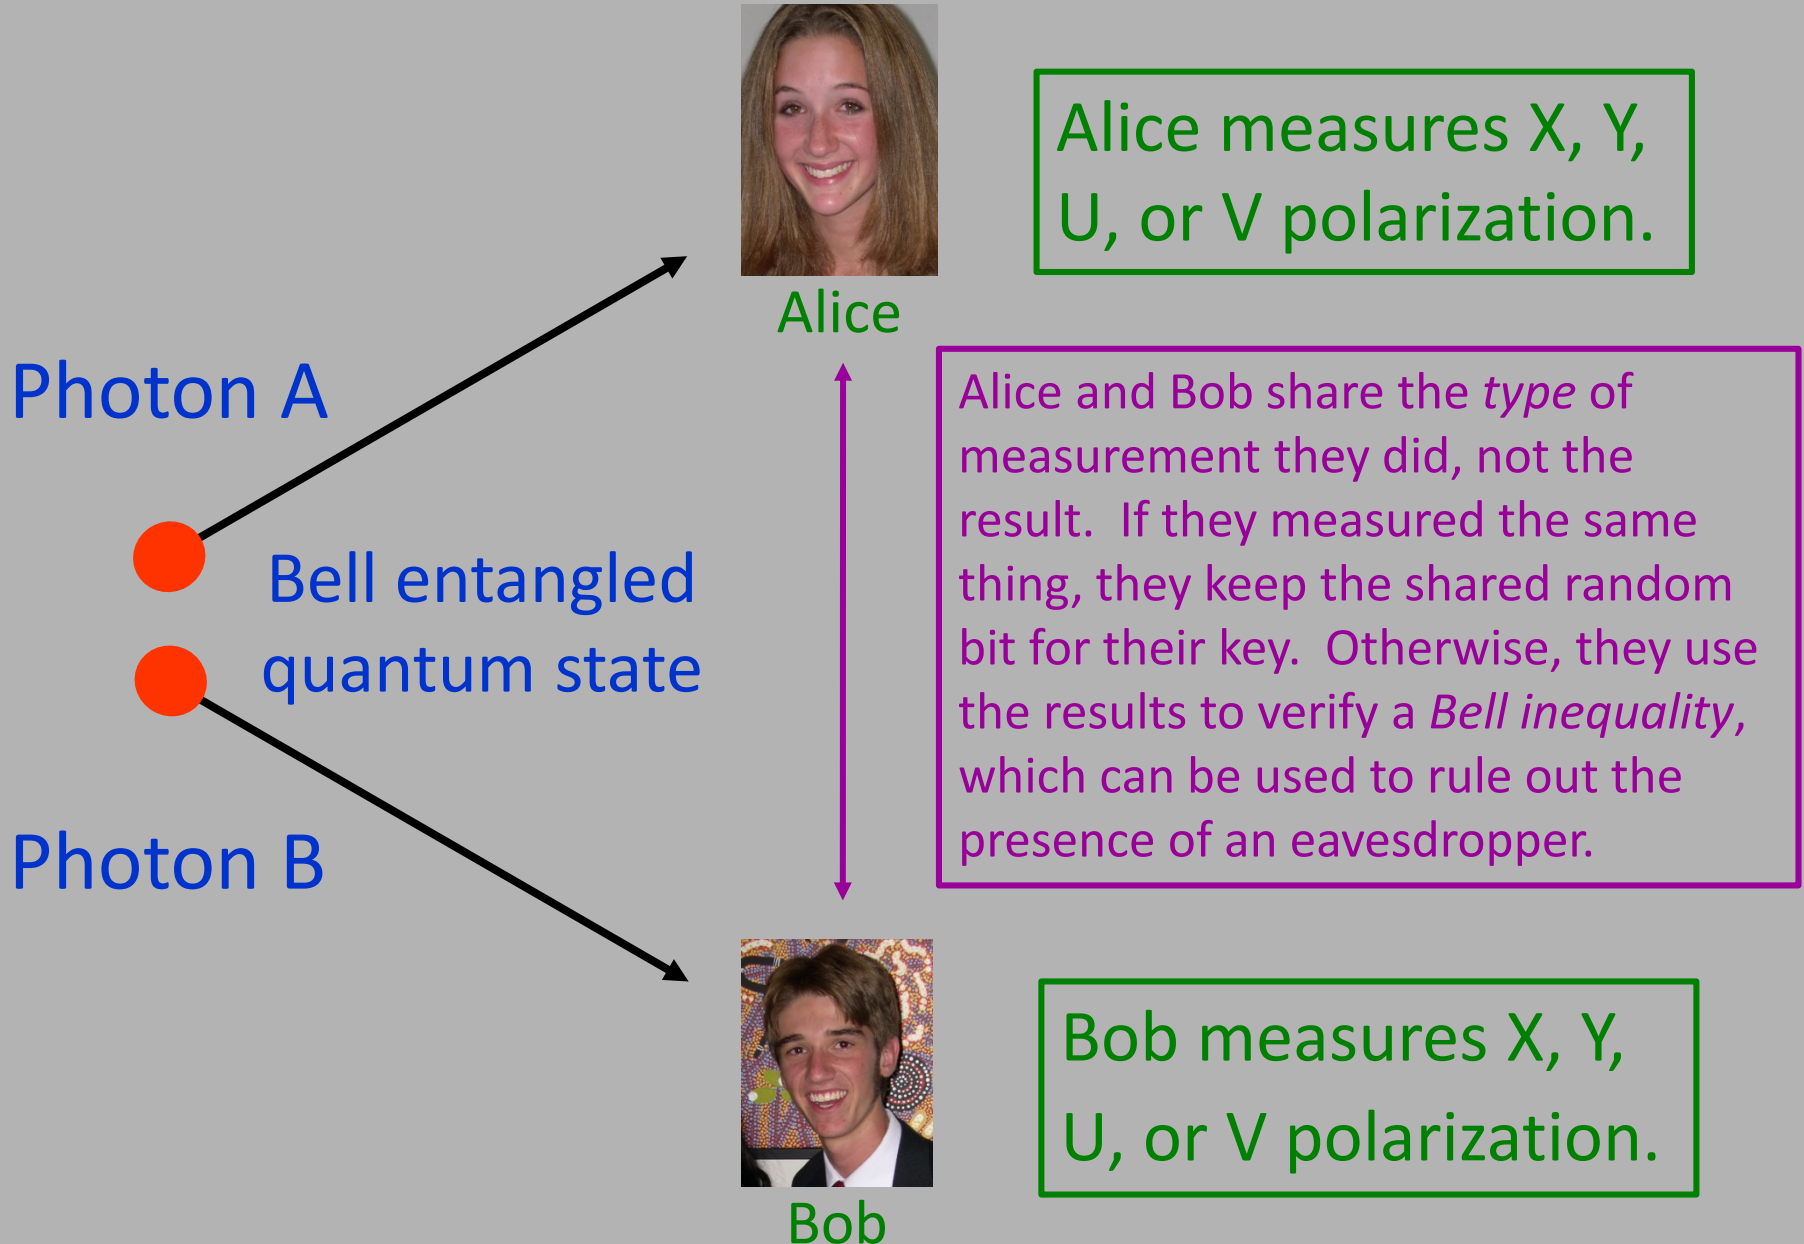 Alice measures X, Y,
U, or V polarization.
Alice
Photon A
Alice and Bob share the type of
measurement they did, not the
result.  If they measured the same
thing, they keep the shared random
bit for their key.  Otherwise, they use
the results to verify a Bell inequality,
which can be used to rule out the
presence of an eavesdropper.
Bell entangled
quantum state
Photon B
Bob measures X, Y,
U, or V polarization.
Bob